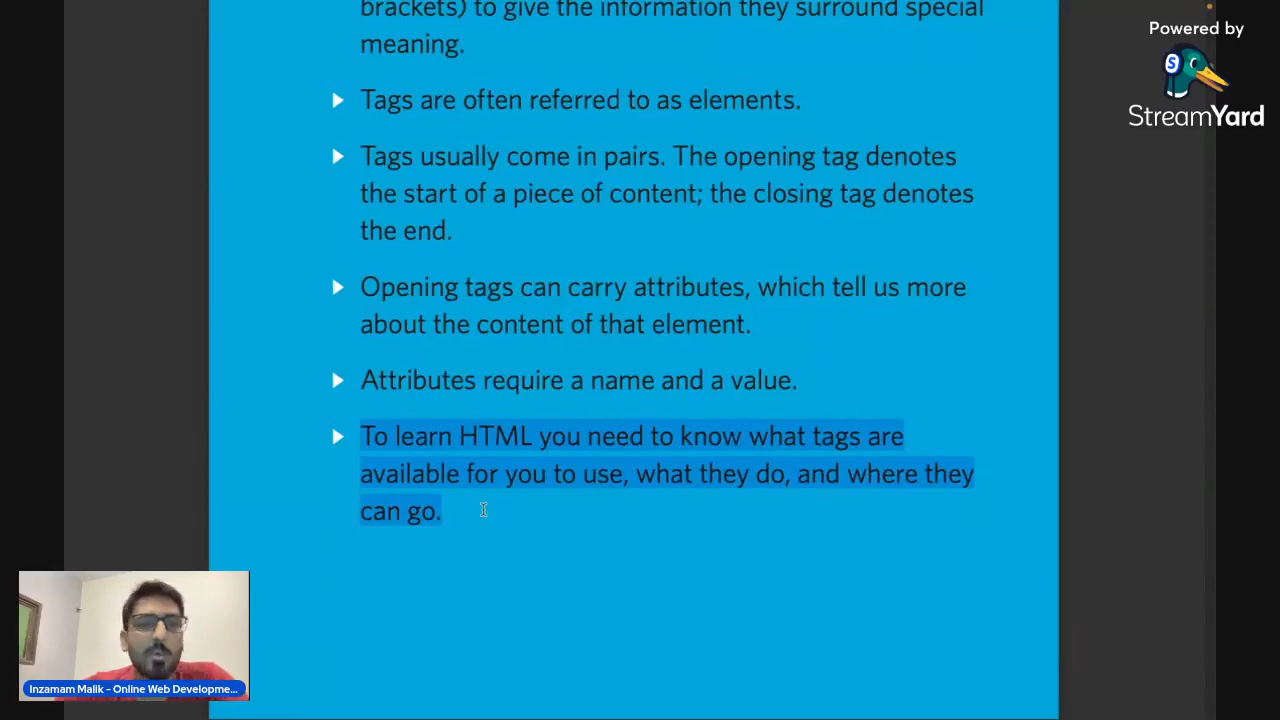 brackets) to give the information they surround special
meaning.
Tags are often referred to as elements.
Tags usually come in pairs. The opening tag denotes
the start of a piece of content; the closing tag denotes
the end.
Opening tags can carry attributes, which tell us more
about the content of that element.
Attributes require a name and a value.
To learn HTML you need to know what tags are
available for you to use, what they do, and where they
can go.
Powered by
S
StreamYard
Inzamam Malik - Online Web Developme...